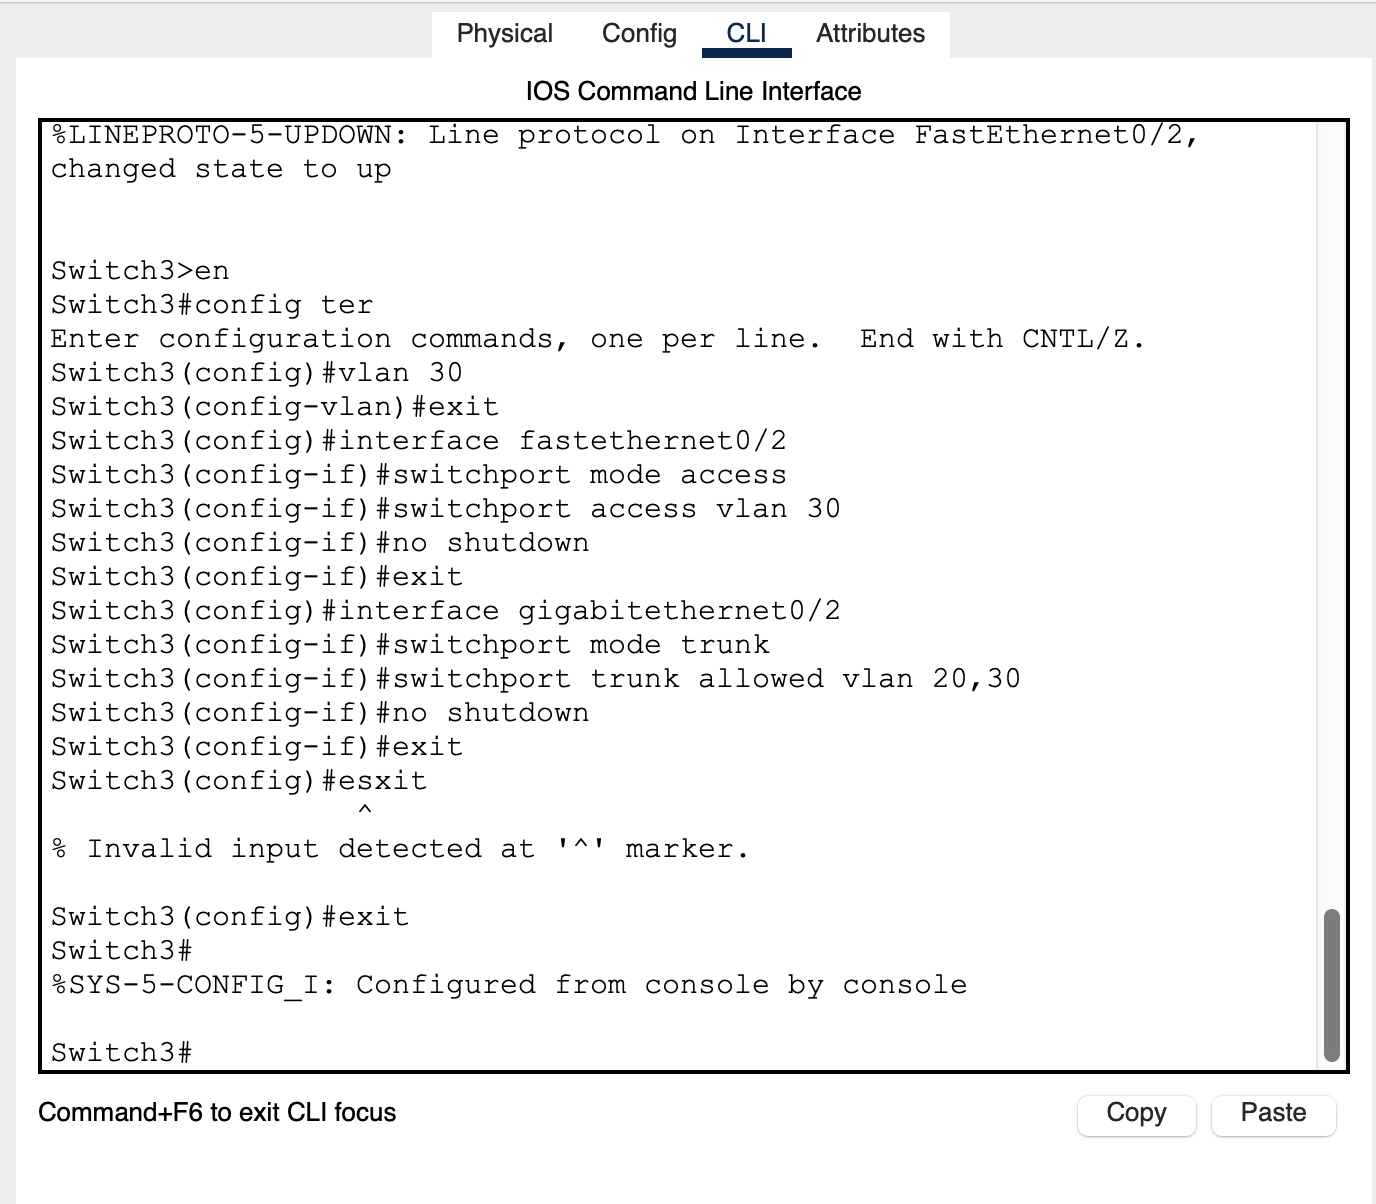 Physical Config CLI Attributes
IOS Command Line Interface
%LINEPROTO-5-UPDOWN: Line protocol on Interface FastEthernet0/2,
changed state to up
Switch3>en
Switch3#config ter
Enter configuration commands, one per line.  End with CNTL/Z.
Switch3(config)#vlan 30
Switch3(config-vlan)#exit
Switch3(config)#interface fastethernet0/2
Switch3(config-if)#switchport mode access
Switch3(config-if)#switchport access vlan 30
Switch3(config-if)#no shutdown
Switch3(config-if)#exit
Switch3(config)#interface gigabitethernet0/2
Switch3(config-if)#switchport mode trunk
Switch3(config-if)#switchport trunk allowed vlan 20,30
Switch3(config-if)#no shutdown
Switch3(config-if)#exit
Switch3(config)#esxit
^
% Invalid input detected at '^' marker.
Switch3(config)#exit
Switch3#
%SYS-5-CONFIG_I: Configured from console by console
Switch3#
Command+F6 to exit CLI focus
Copy Paste